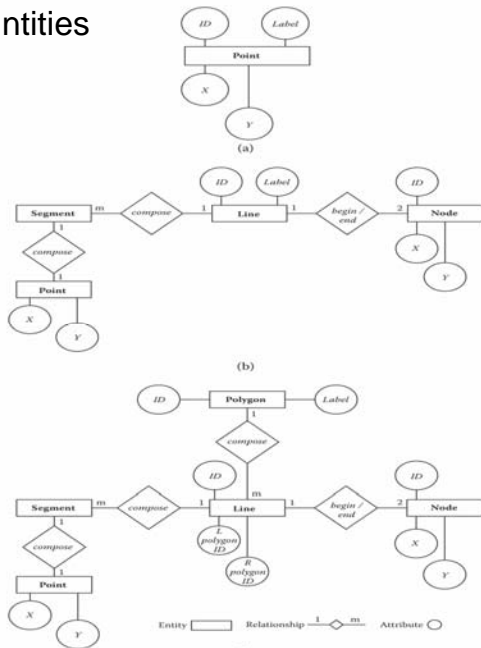 ntities
ID Label
Point
X
Y
(a)
ID Label ID
Segment m compose 1 Line 1 begin / end 2 Node
1 X
compose Y
1
Point
X
Y
(b)
ID Polygon Label
1
compose
ID ID
m
Segment m compose 1 Line 1 begin / end 2 Node
1 L polygon ID X
compose R polygon ID Y
1
Point
X
Y
Entity Relationship 1 m Attribute